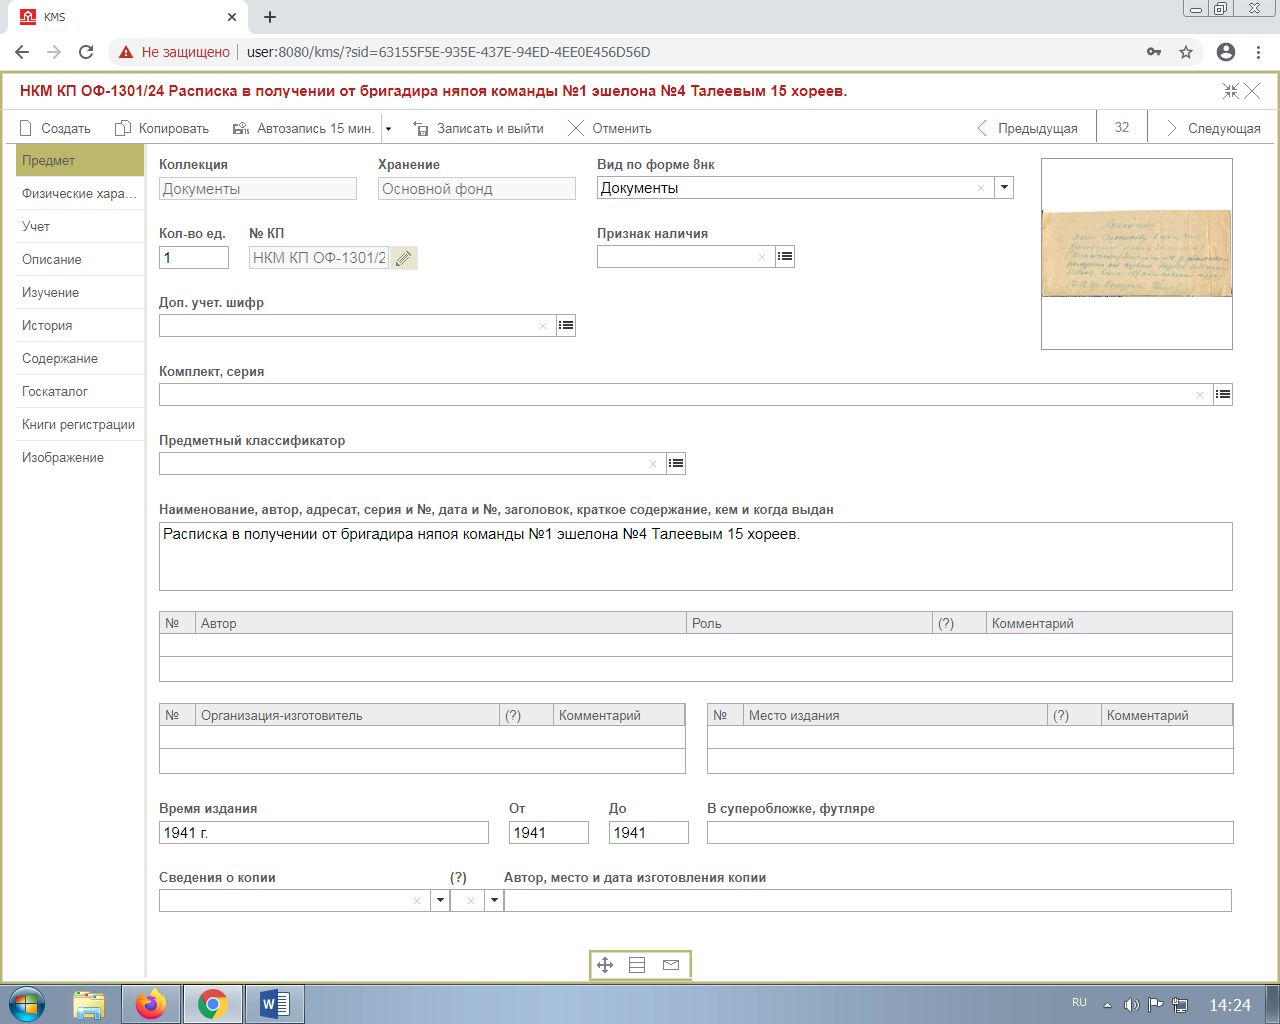 KMS
Не защищено
user:8080/kms/?sid=63155F5E-935E-437E-94ED-4EE0E456D56D
НКМ КП ОФ-1301/24 Расписка в получении от бригадира няпоя команды №1 эшелона №4 Талеевым 15 хореев.
Создать Копировать Автозапись 15 мин. Записать и выйти Отменить Предыдущая 32 Следующая
Предмет
Физические хара...
Учет
Описание
Изучение
История
Содержание
Госкаталог
Книги регистрации
Изображение
Коллекция Хранение Вид по форме 8нк
Документы Основной фонд Документы
Кол-во ед. № КП Признак наличия
1 НКМ КП ОФ-1301/2
Доп. учет. шифр
Комплект, серия
Предметный классификатор
Наименование, автор, адресат, серия и №, дата и №, заголовок, краткое содержание, кем и когда выдан
Расписка в получении от бригадира няпоя команды №1 эшелона №4 Талеевым 15 хореев.
№ Автор Роль (?) Комментарий
№ Организация-изготовитель (?) Комментарий № Место издания (?) Комментарий
Время издания От До В суперобложке, футляре
1941 г. 1941 1941
Сведения о копии (?) Автор, место и дата изготовления копии
RU 14:24